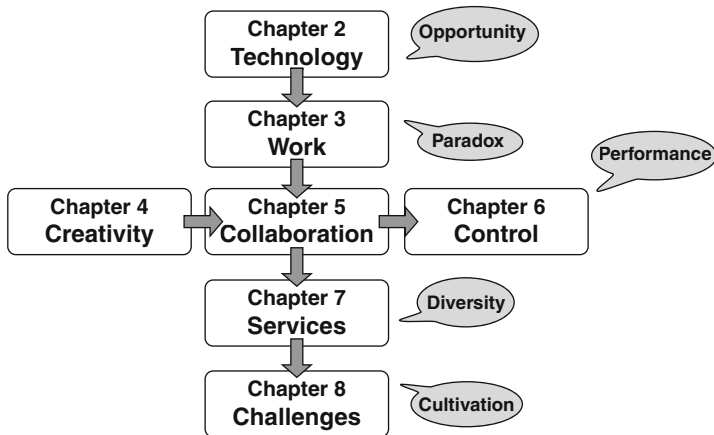 Chapter 2
Technology
Opportunity
Chapter 3
Work
Paradox
Performance
Chapter 4
Creativity
Chapter 5
Collaboration
Chapter 6
Control
Chapter 7
Services
Diversity
Chapter 8
Challenges
Cultivation